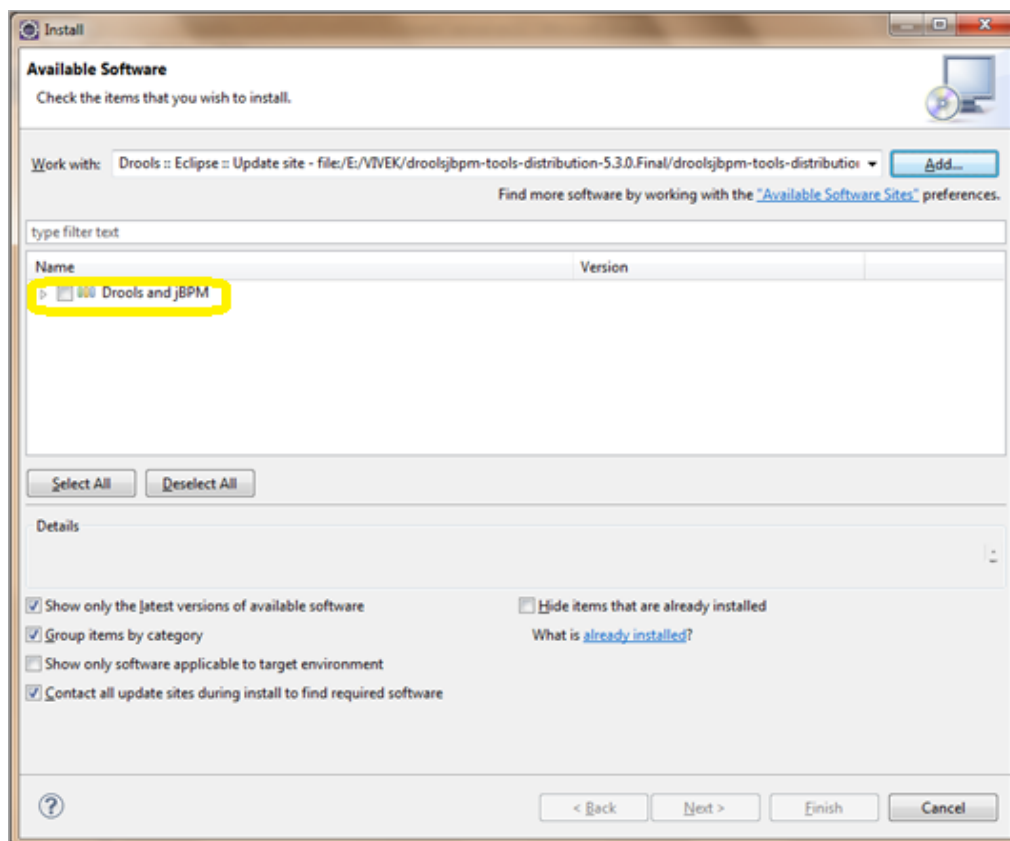 Install
Available Software
Check the items that you wish to install.
Work with: Drools :: Eclipse :: Update site - file:/E:/VIVEK/droolsjbpm-tools-distribution-5.3.0.Final/droolsjbpm-tools-distribution Add...
Find more software by working with the "Available Software Sites" preferences.
type filter text
Name Version
Drools and jBPM
Select All Deselect All
Details
Show only the latest versions of available software Hide items that are already installed
Group items by category What is already installed?
Show only software applicable to target environment
Contact all update sites during install to find required software
? < Back Next > Finish Cancel